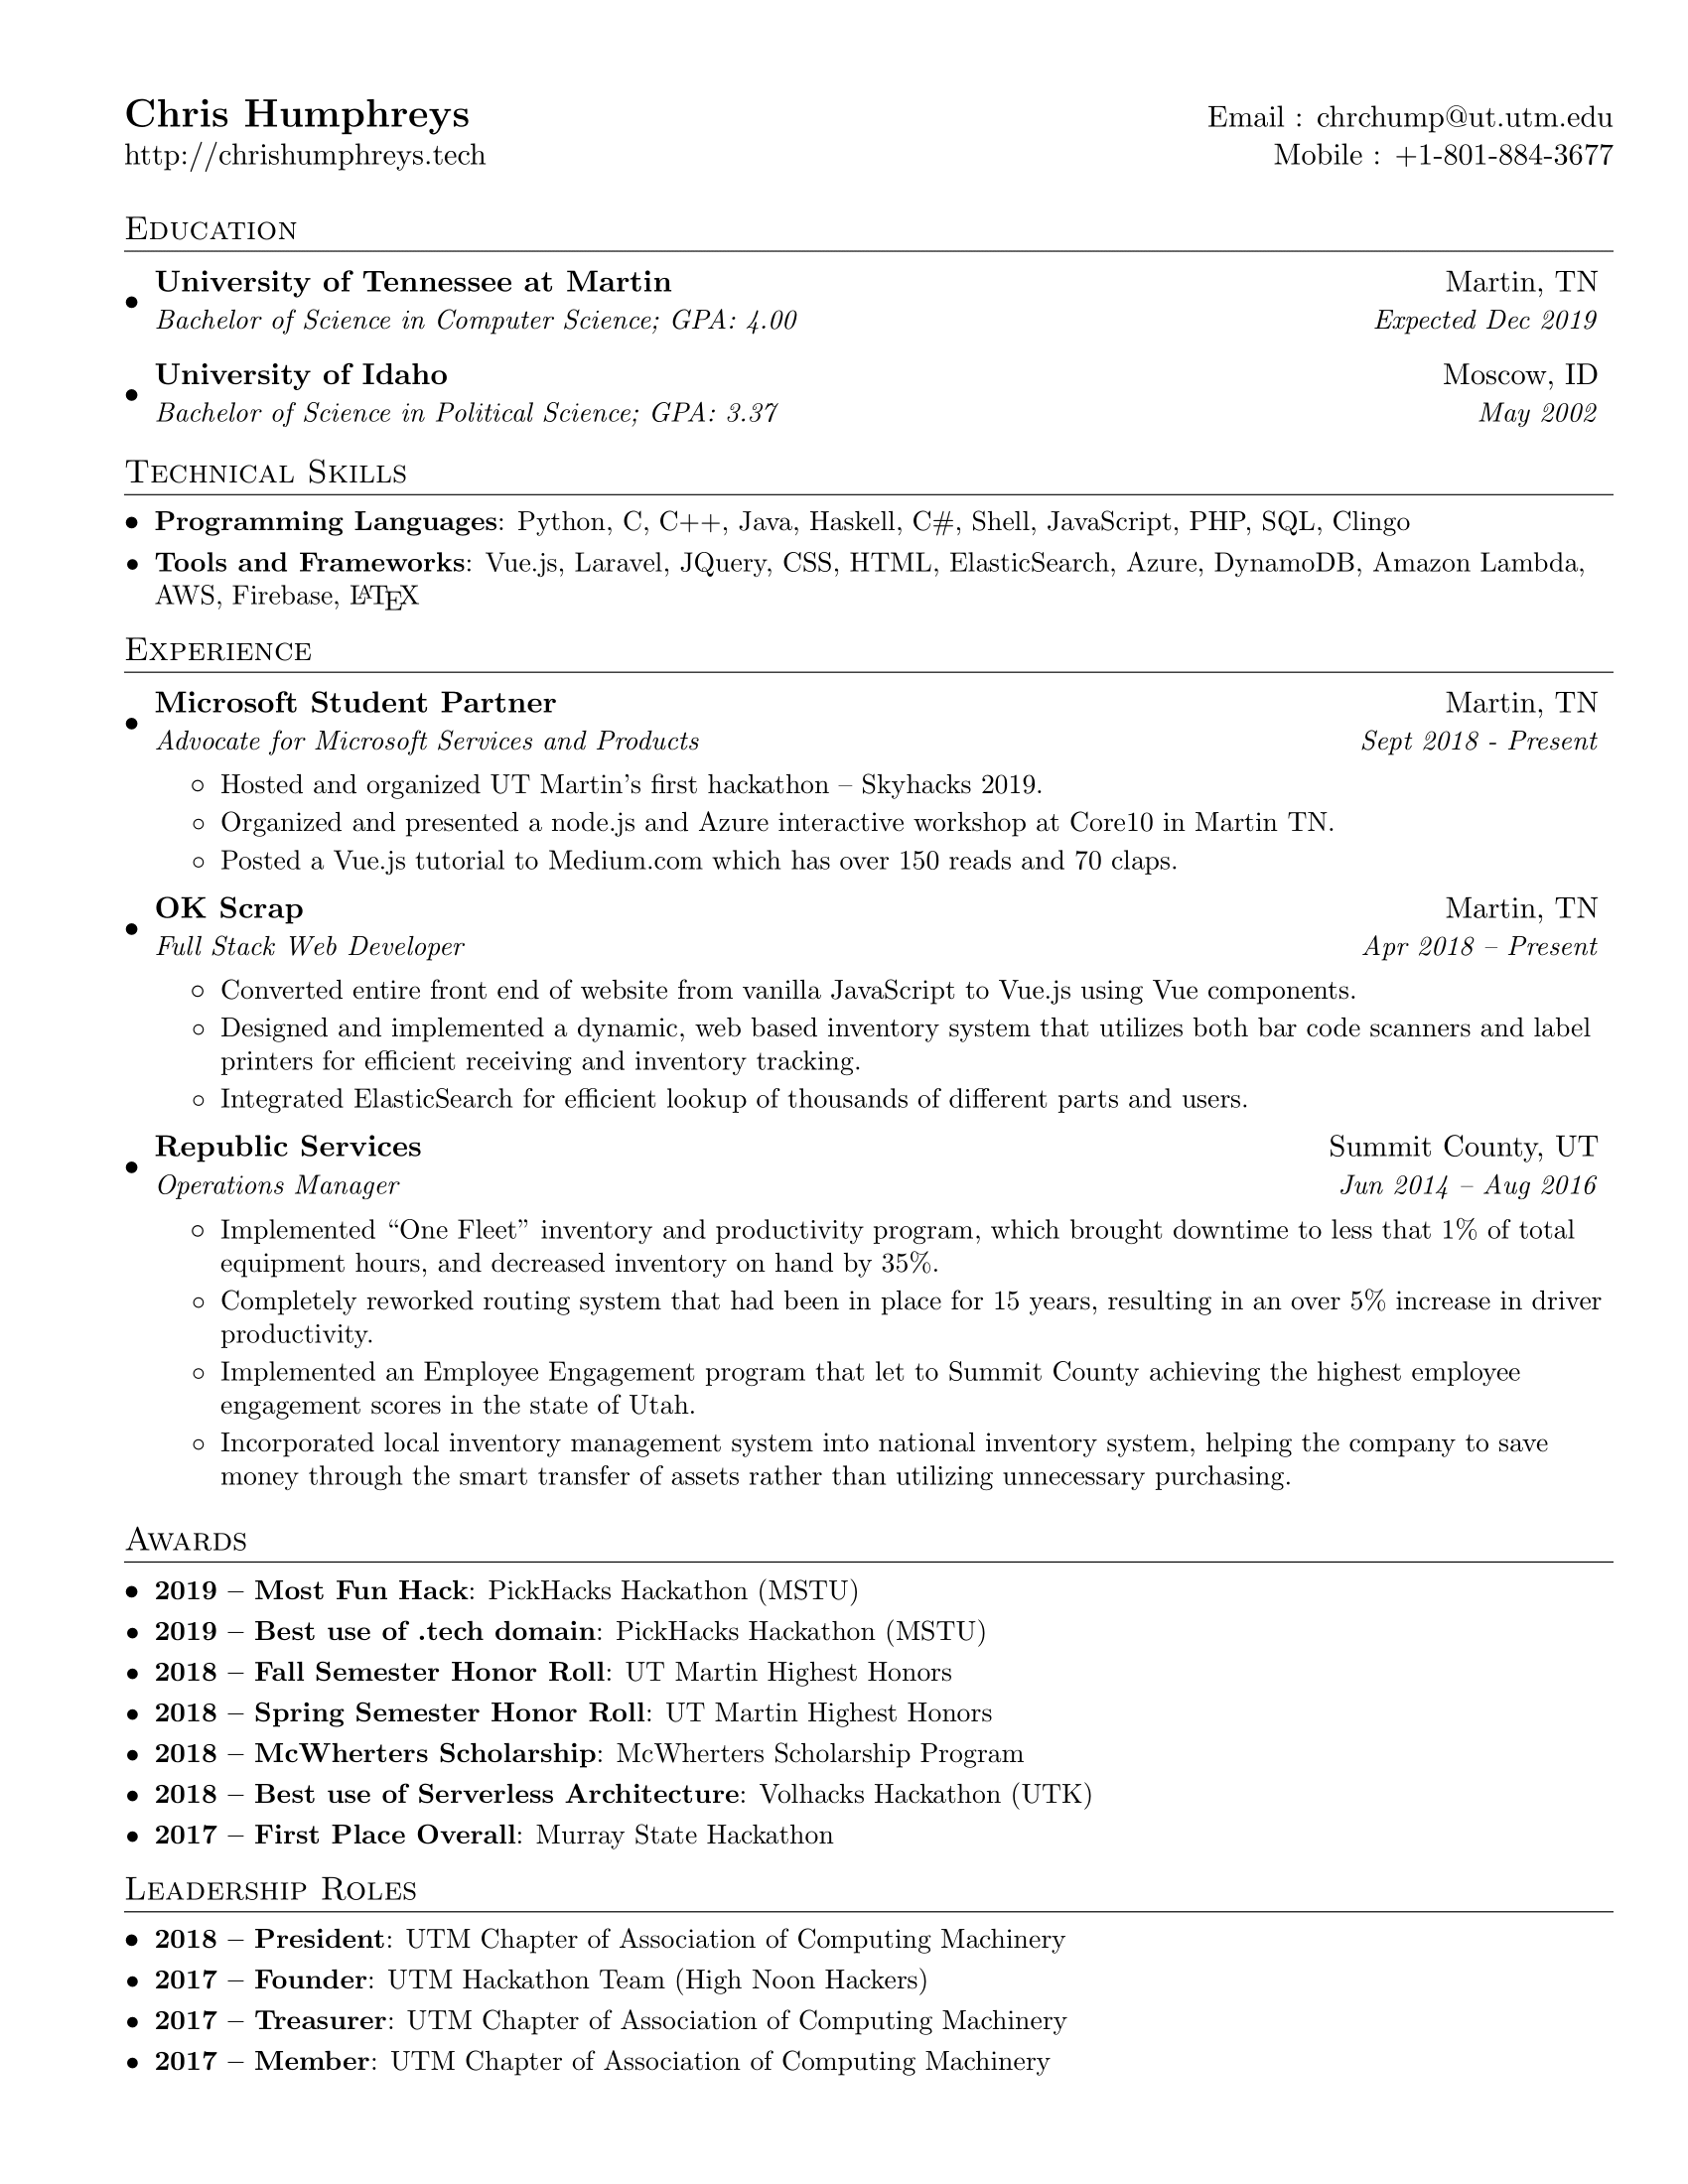 Chris Humphreys Email : chrchump@ut.utm.edu
http://chrishumphreys.tech Mobile : +1-801-884-3677
Education
• University of Tennessee at Martin Martin, TN
Bachelor of Science in Computer Science; GPA: 4.00 Expected Dec 2019
• University of Idaho Moscow, ID
Bachelor of Science in Political Science; GPA: 3.37 May 2002
Technical Skills
• Programming Languages: Python, C, C++, Java, Haskell, C#, Shell, JavaScript, PHP, SQL, Clingo
• Tools and Frameworks: Vue.js, Laravel, JQuery, CSS, HTML, ElasticSearch, Azure, DynamoDB, Amazon Lambda,
AWS, Firebase, LATEX
Experience
• Microsoft Student Partner Martin, TN
Advocate for Microsoft Services and Products Sept 2018 - Present
◦ Hosted and organized UT Martin’s first hackathon – Skyhacks 2019.
◦ Organized and presented a node.js and Azure interactive workshop at Core10 in Martin TN.
◦ Posted a Vue.js tutorial to Medium.com which has over 150 reads and 70 claps.
• OK Scrap Martin, TN
Full Stack Web Developer Apr 2018 – Present
◦ Converted entire front end of website from vanilla JavaScript to Vue.js using Vue components.
◦ Designed and implemented a dynamic, web based inventory system that utilizes both bar code scanners and label
printers for efficient receiving and inventory tracking.
◦ Integrated ElasticSearch for efficient lookup of thousands of different parts and users.
• Republic Services Summit County, UT
Operations Manager Jun 2014 – Aug 2016
◦ Implemented “One Fleet” inventory and productivity program, which brought downtime to less that 1% of total
equipment hours, and decreased inventory on hand by 35%.
◦ Completely reworked routing system that had been in place for 15 years, resulting in an over 5% increase in driver
productivity.
◦ Implemented an Employee Engagement program that let to Summit County achieving the highest employee
engagement scores in the state of Utah.
◦ Incorporated local inventory management system into national inventory system, helping the company to save
money through the smart transfer of assets rather than utilizing unnecessary purchasing.
Awards
• 2019 – Most Fun Hack: PickHacks Hackathon (MSTU)
• 2019 – Best use of .tech domain: PickHacks Hackathon (MSTU)
• 2018 – Fall Semester Honor Roll: UT Martin Highest Honors
• 2018 – Spring Semester Honor Roll: UT Martin Highest Honors
• 2018 – McWherters Scholarship: McWherters Scholarship Program
• 2018 – Best use of Serverless Architecture: Volhacks Hackathon (UTK)
• 2017 – First Place Overall: Murray State Hackathon
Leadership Roles
• 2018 – President: UTM Chapter of Association of Computing Machinery
• 2017 – Founder: UTM Hackathon Team (High Noon Hackers)
• 2017 – Treasurer: UTM Chapter of Association of Computing Machinery
• 2017 – Member: UTM Chapter of Association of Computing Machinery